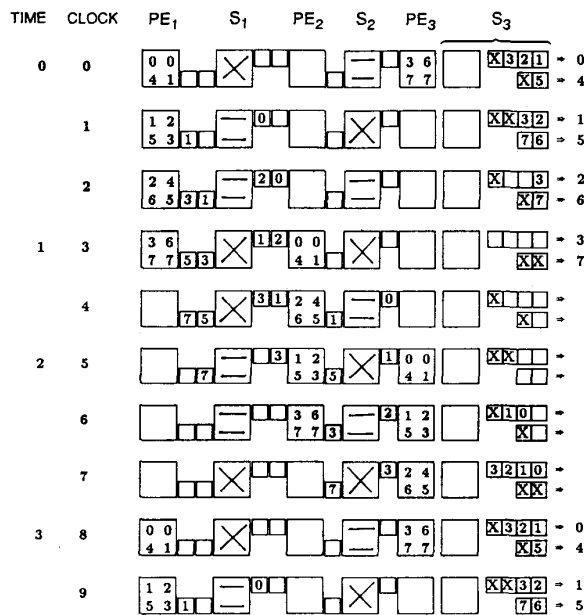 TIME CLOCK PE₁ S₁ PE₂ S₂ PE₃ S₃
0 0 0 0 3 6 X 3 2 1 ⇒ 0
4 1 7 7 X 5 ⇒ 4
1 1 2 0 X X 3 2 ⇒ 1
5 3 1 7 6 ⇒ 5
2 2 4 2 0 X 3 ⇒ 2
6 5 3 1 X 7 ⇒ 6
1 3 3 6 1 2 0 0 ⇒ 3
7 7 5 3 4 1 X X ⇒ 7
4 3 1 2 4 0 X ⇒
7 5 6 5 1 X ⇒
2 5 3 1 2 1 0 0 X X ⇒
7 5 3 5 4 1 ⇒
6 3 6 2 1 2 X 1 0 ⇒
7 7 3 5 3 X ⇒
7 3 2 4 3 2 1 0 ⇒
7 6 5 X X ⇒
3 8 0 0 3 6 X 3 2 1 ⇒ 0
4 1 7 7 X 5 ⇒ 4
9 1 2 0 X X 3 2 ⇒ 1
5 3 1 7 6 ⇒ 5